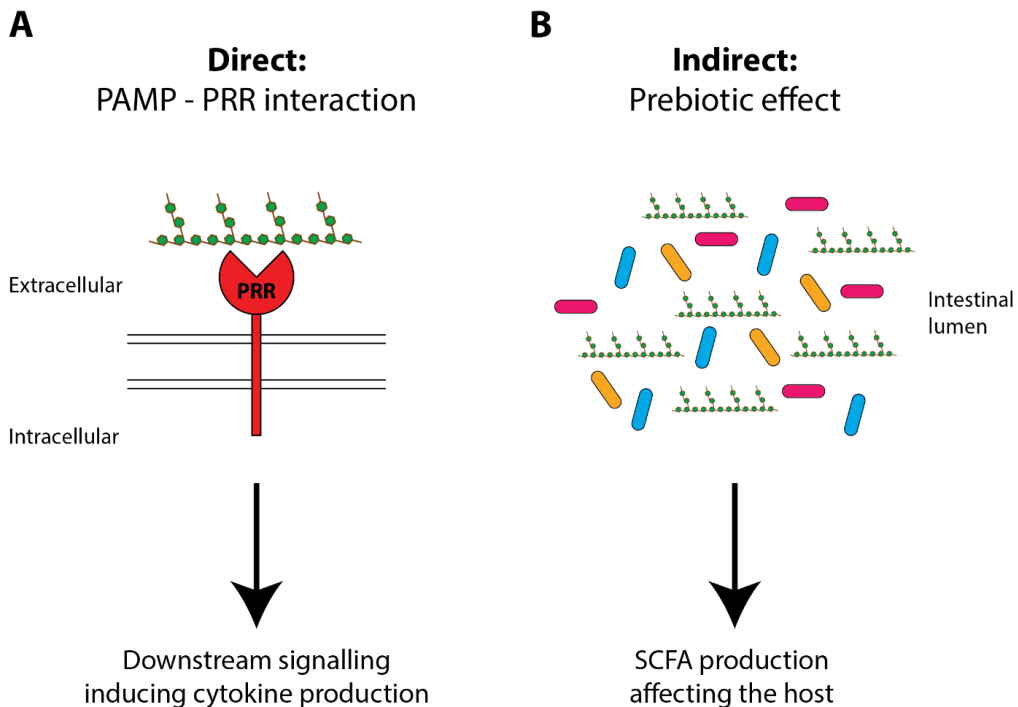 A
Direct:
PAMP - PRR interaction
Extracellular
PRR
Intracellular
Downstream signalling
inducing cytokine production
B
Indirect:
Prebiotic effect
Intestinal
lumen
SCFA production
affecting the host